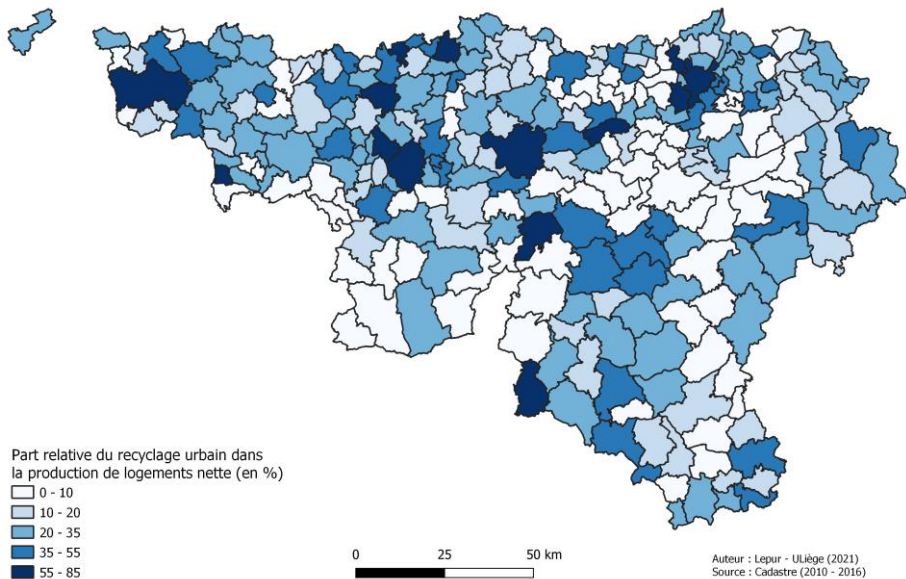 Part relative du recyclage urbain dans
la production de logements nette (en %)
0 - 10
10 - 20
20 - 35
35 - 55
55 - 85
0 25 50 km
Auteur : Lepur - ULiège (2021)
Source : Cadastre (2010 - 2016)